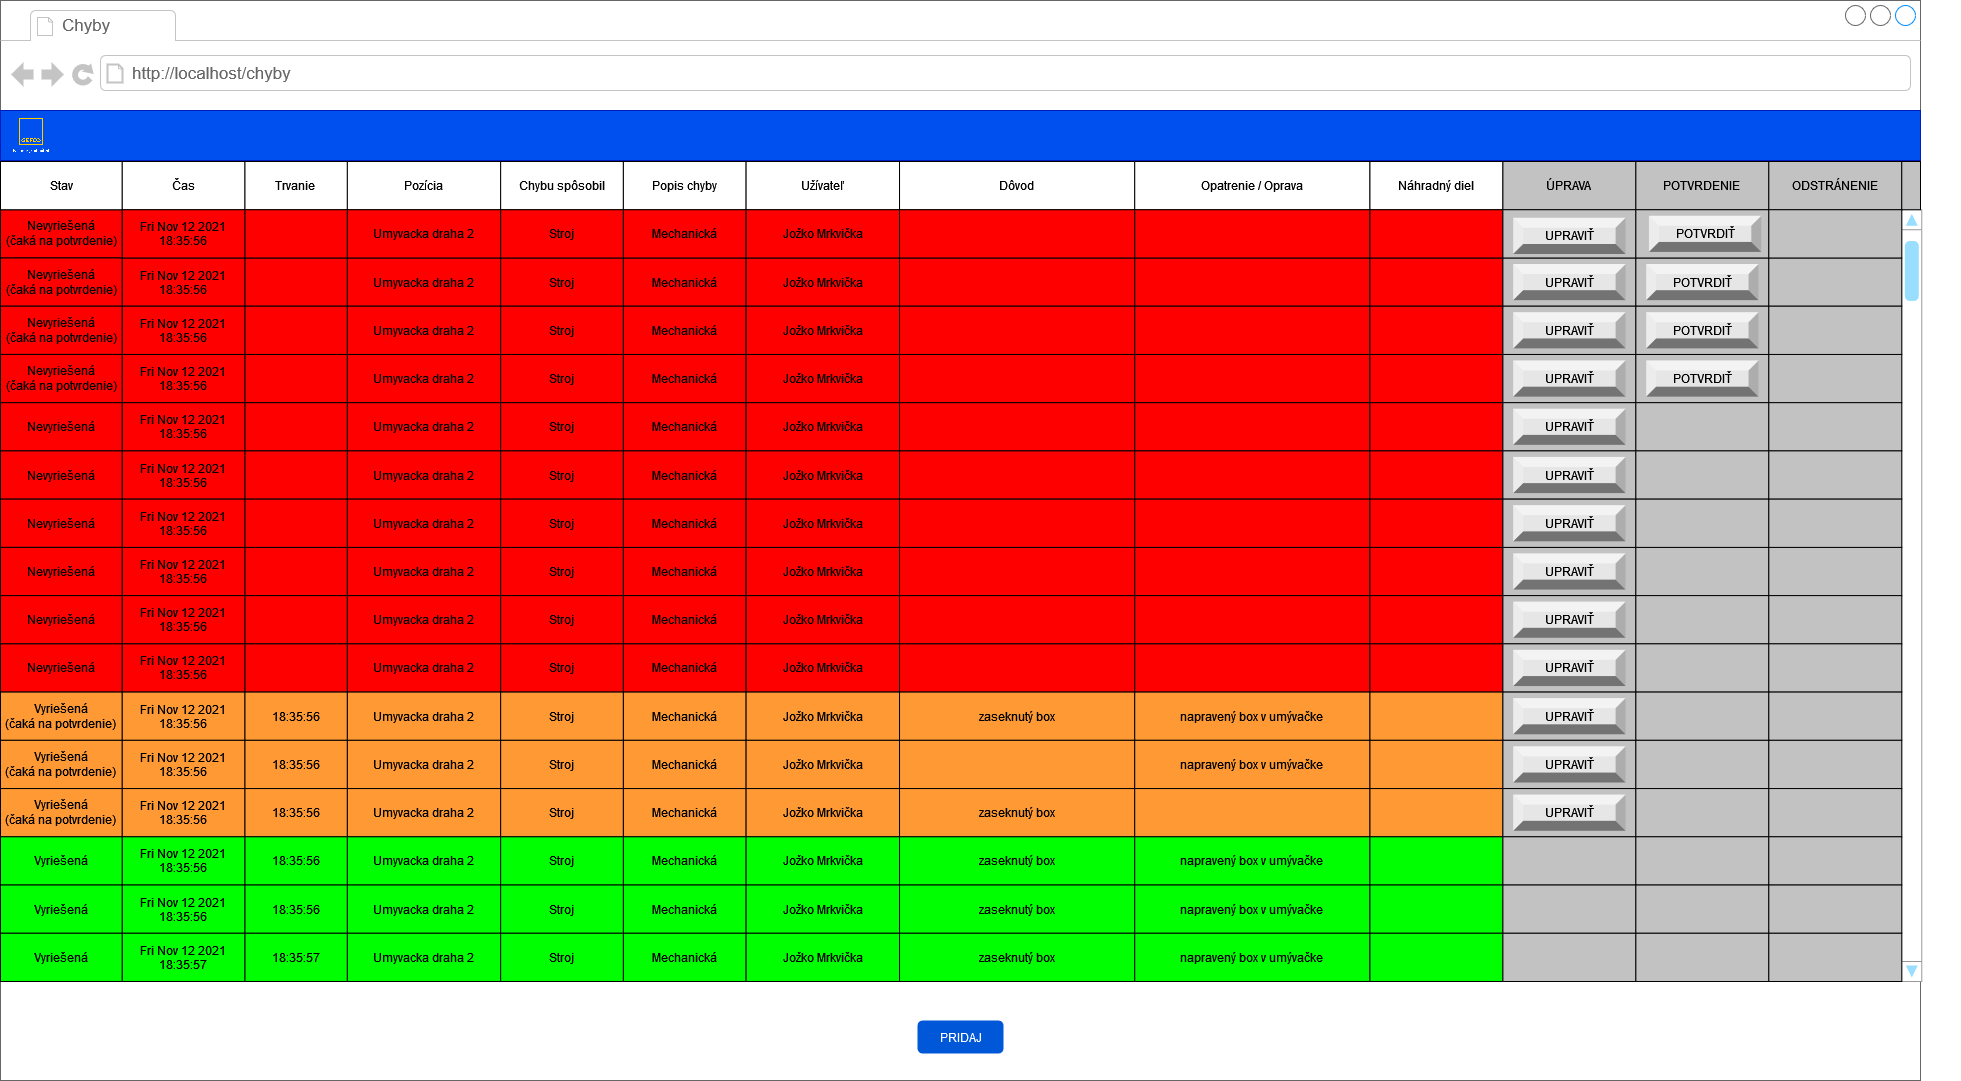 Chyby
http://localhost/chyby
GEFCO
Stav Čas Trvanie Pozícia Chybu spôsobil Popis chyby Užívateľ Dôvod Opatrenie / Oprava Náhradný diel ÚPRAVA POTVRDENIE ODSTRÁNENIE
Nevyriešená (čaká na potvrdenie) Fri Nov 12 2021 18:35:56 Umyvacka draha 2 Stroj Mechanická Jožko Mrkvička UPRAVIŤ POTVRDIŤ
Nevyriešená (čaká na potvrdenie) Fri Nov 12 2021 18:35:56 Umyvacka draha 2 Stroj Mechanická Jožko Mrkvička UPRAVIŤ POTVRDIŤ
Nevyriešená (čaká na potvrdenie) Fri Nov 12 2021 18:35:56 Umyvacka draha 2 Stroj Mechanická Jožko Mrkvička UPRAVIŤ POTVRDIŤ
Nevyriešená (čaká na potvrdenie) Fri Nov 12 2021 18:35:56 Umyvacka draha 2 Stroj Mechanická Jožko Mrkvička UPRAVIŤ POTVRDIŤ
Nevyriešená Fri Nov 12 2021 18:35:56 Umyvacka draha 2 Stroj Mechanická Jožko Mrkvička UPRAVIŤ
Nevyriešená Fri Nov 12 2021 18:35:56 Umyvacka draha 2 Stroj Mechanická Jožko Mrkvička UPRAVIŤ
Nevyriešená Fri Nov 12 2021 18:35:56 Umyvacka draha 2 Stroj Mechanická Jožko Mrkvička UPRAVIŤ
Nevyriešená Fri Nov 12 2021 18:35:56 Umyvacka draha 2 Stroj Mechanická Jožko Mrkvička UPRAVIŤ
Nevyriešená Fri Nov 12 2021 18:35:56 Umyvacka draha 2 Stroj Mechanická Jožko Mrkvička UPRAVIŤ
Nevyriešená Fri Nov 12 2021 18:35:56 Umyvacka draha 2 Stroj Mechanická Jožko Mrkvička UPRAVIŤ
Vyriešená (čaká na potvrdenie) Fri Nov 12 2021 18:35:56 18:35:56 Umyvacka draha 2 Stroj Mechanická Jožko Mrkvička zaseknutý box napravený box v umývačke UPRAVIŤ
Vyriešená (čaká na potvrdenie) Fri Nov 12 2021 18:35:56 18:35:56 Umyvacka draha 2 Stroj Mechanická Jožko Mrkvička napravený box v umývačke UPRAVIŤ
Vyriešená (čaká na potvrdenie) Fri Nov 12 2021 18:35:56 18:35:56 Umyvacka draha 2 Stroj Mechanická Jožko Mrkvička zaseknutý box UPRAVIŤ
Vyriešená Fri Nov 12 2021 18:35:56 18:35:56 Umyvacka draha 2 Stroj Mechanická Jožko Mrkvička zaseknutý box napravený box v umývačke
Vyriešená Fri Nov 12 2021 18:35:56 18:35:56 Umyvacka draha 2 Stroj Mechanická Jožko Mrkvička zaseknutý box napravený box v umývačke
Vyriešená Fri Nov 12 2021 18:35:57 18:35:57 Umyvacka draha 2 Stroj Mechanická Jožko Mrkvička zaseknutý box napravený box v umývačke
PRIDAJ